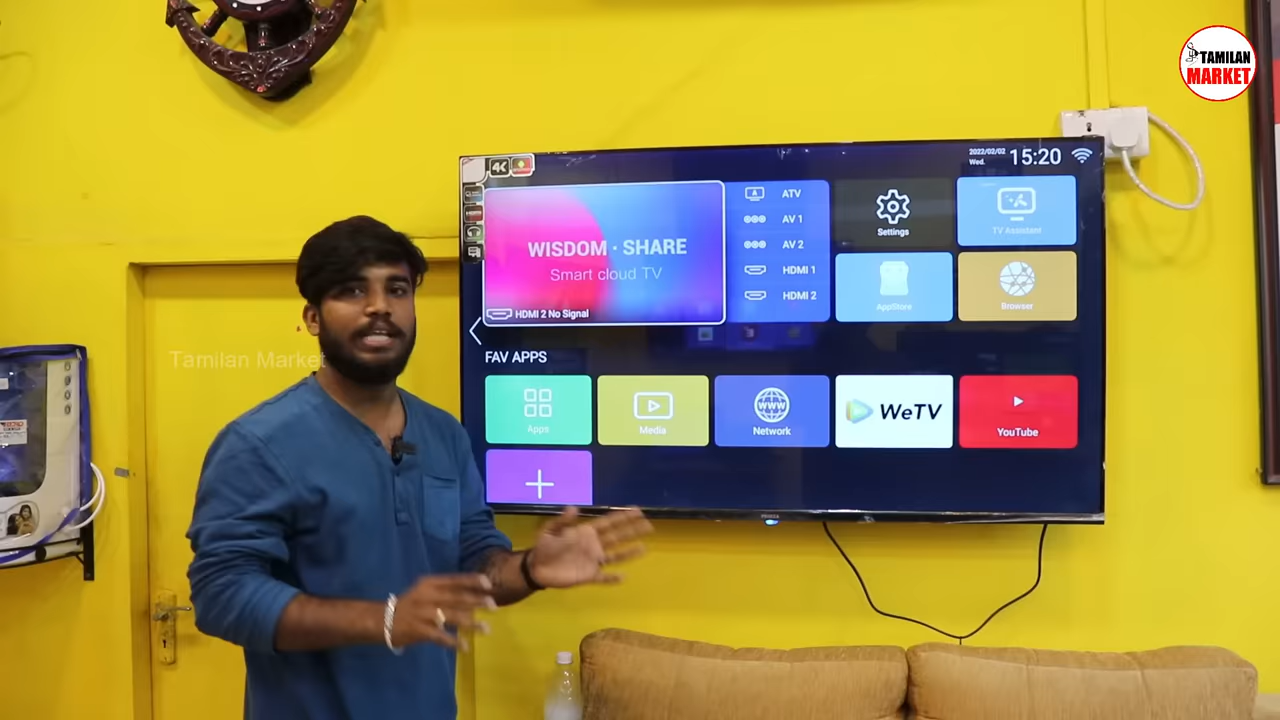 TAMILAN
MARKET
4K
2022/02/02
Wed.
15:20
WISDOM · SHARE
Smart cloud TV
HDMI 2 No Signal
ATV
AV 1
AV 2
HDMI 1
HDMI 2
Settings
TV Assistant
AppStore
Browser
Tamilan Market
FAV APPS
Apps
Media
WWW
Network
WeTV
YouTube